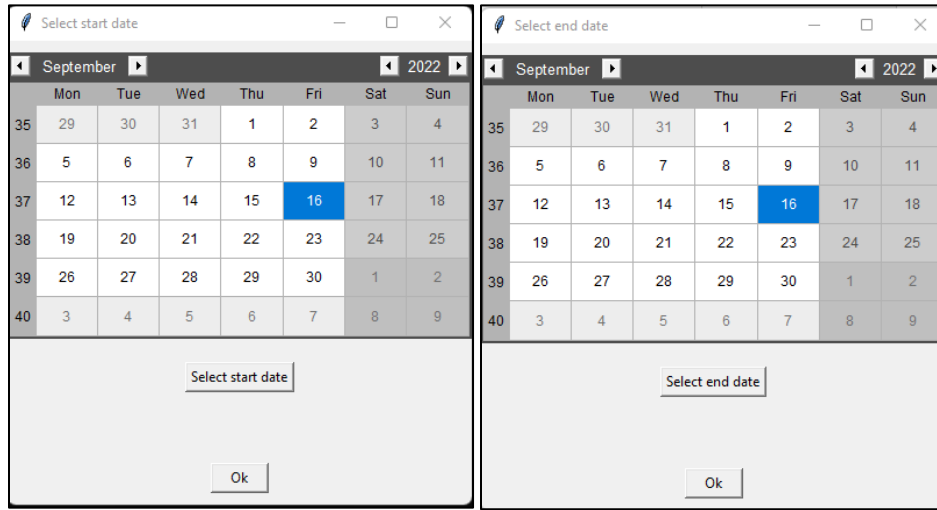 Select start date
September 2022
Mon Tue Wed Thu Fri Sat Sun
35 29 30 31 1 2 3 4
36 5 6 7 8 9 10 11
37 12 13 14 15 16 17 18
38 19 20 21 22 23 24 25
39 26 27 28 29 30 1 2
40 3 4 5 6 7 8 9
Select start date
Ok
Select end date
September 2022
Mon Tue Wed Thu Fri Sat Sun
35 29 30 31 1 2 3 4
36 5 6 7 8 9 10 11
37 12 13 14 15 16 17 18
38 19 20 21 22 23 24 25
39 26 27 28 29 30 1 2
40 3 4 5 6 7 8 9
Select end date
Ok